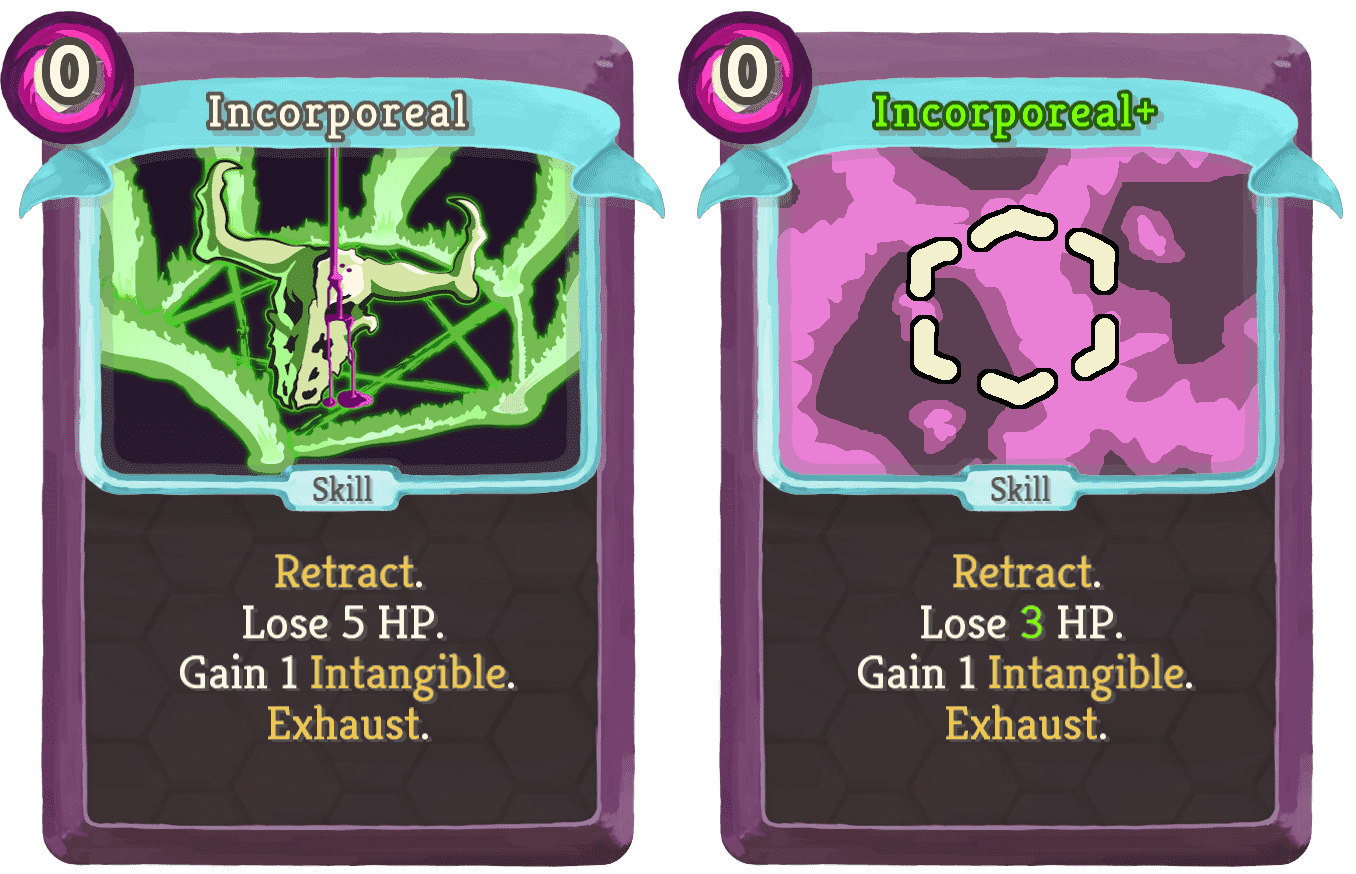 0
Incorporeal
Skill
Retract.
Lose 5 HP.
Gain 1 Intangible.
Exhaust.
0
Incorporeal+
Skill
Retract.
Lose 3 HP.
Gain 1 Intangible.
Exhaust.